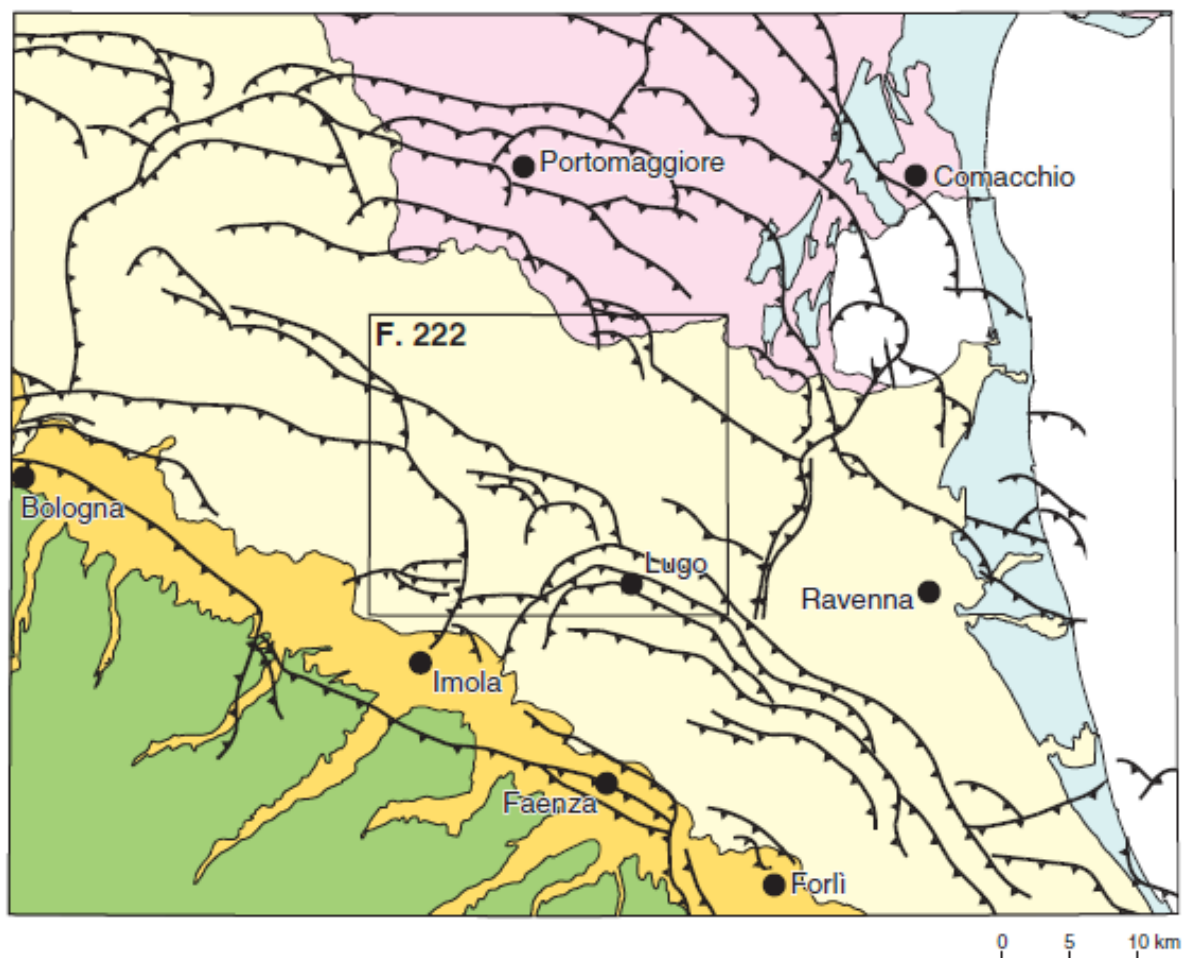 Portomaggiore
Comacchio
F. 222
Bologna
Lugo
Ravenna
Imola
Faenza
Forlì
0 5 10 km